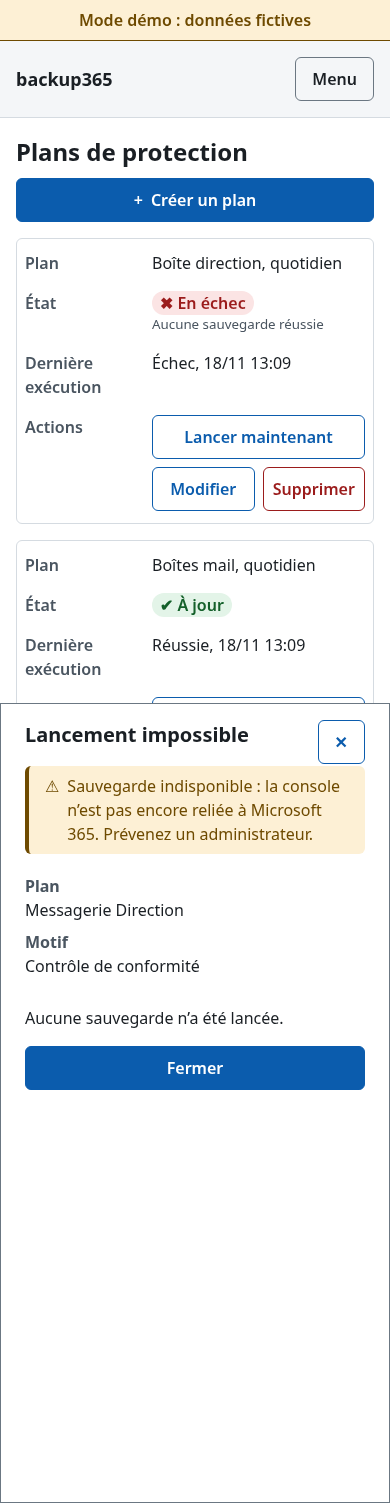 Mode démo : données fictives
backup365
Menu
Plans de protection
+ Créer un plan
Plan
Boîte direction, quotidien
État
✖ En échec
Aucune sauvegarde réussie
Dernière
exécution
Échec, 18/11 13:09
Actions
Lancer maintenant
Modifier
Supprimer
Plan
Boîtes mail, quotidien
État
✔ À jour
Dernière
exécution
Réussie, 18/11 13:09
Lancement impossible
✕
⚠ Sauvegarde indisponible : la console
n’est pas encore reliée à Microsoft
365. Prévenez un administrateur.
Plan
Messagerie Direction
Motif
Contrôle de conformité
Aucune sauvegarde n’a été lancée.
Fermer